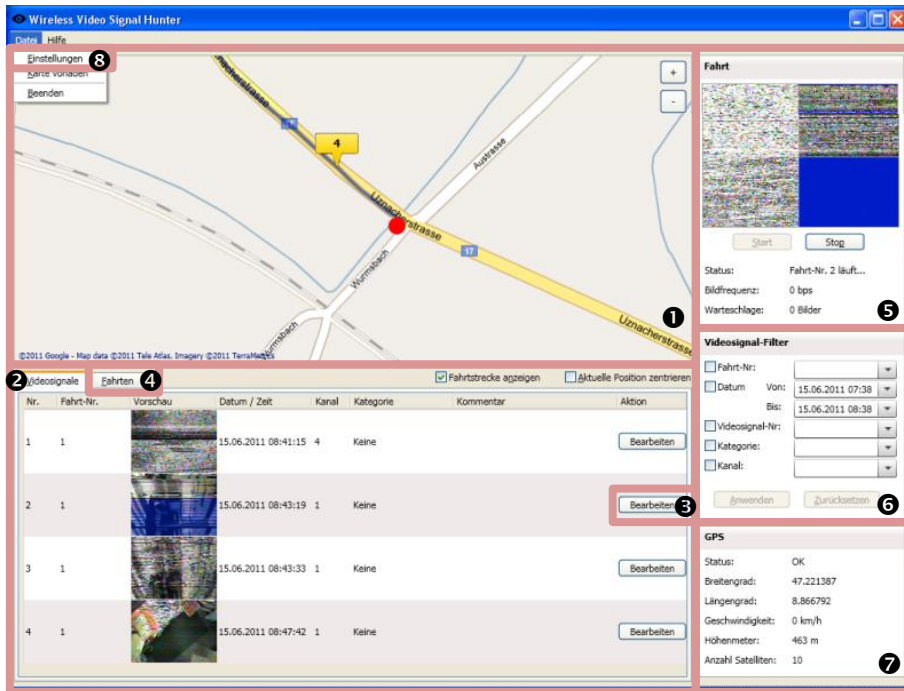 Wireless Video Signal Hunter
Datei Hilfe
Einstellungen 8
Karte vorladen
Beenden
+
-
4
17
Austrasse
Uznacherstrasse
17
Wurmsbach
Wurmsbach
Uznacherstrasse
1
©2011 Google - Map data ©2011 Tele Atlas, Imagery ©2011 TerraMetrics
Fahrt
Start Stop
Status: Fahrt-Nr. 2 läuft...
Bildfrequenz: 0 bps
Warteschlage: 0 Bilder
5
2 Videosignale Fahrten 4 Fahrtstrecke anzeigen Aktuelle Position zentrieren
Nr. Fahrt-Nr. Vorschau Datum / Zeit Kanal Kategorie Kommentar Aktion
1 1 15.06.2011 08:41:15 4 Keine Bearbeiten
2 1 15.06.2011 08:43:19 1 Keine Bearbeiten 3
3 1 15.06.2011 08:43:33 1 Keine Bearbeiten
4 1 15.06.2011 08:47:42 1 Keine Bearbeiten
Videosignal-Filter
Fahrt-Nr:
Datum Von: 15.06.2011 07:38
Bis: 15.06.2011 08:38
Videosignal-Nr:
Kategorie:
Kanal:
Anwenden Zurücksetzen 6
GPS
Status: OK
Breitengrad: 47.221387
Längengrad: 8.866792
Geschwindigkeit: 0 km/h
Höhenmeter: 463 m
Anzahl Satelliten: 10
7